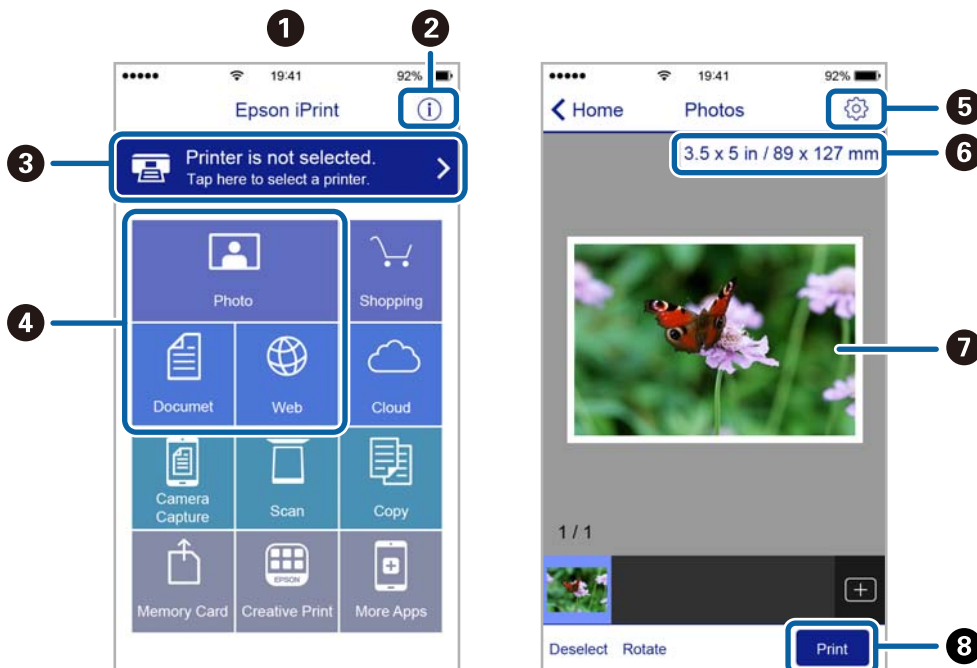 1
2
19:41
92%
Epson iPrint
3
Printer is not selected.
Tap here to select a printer.
4
Photo
Shopping
Documet
Web
Cloud
Camera
Capture
Scan
Copy
EPSON
Memory Card
Creative Print
More Apps
19:41
92%
Home
Photos
5
3.5 x 5 in / 89 x 127 mm
6
7
1 / 1
Deselect
Rotate
Print
8